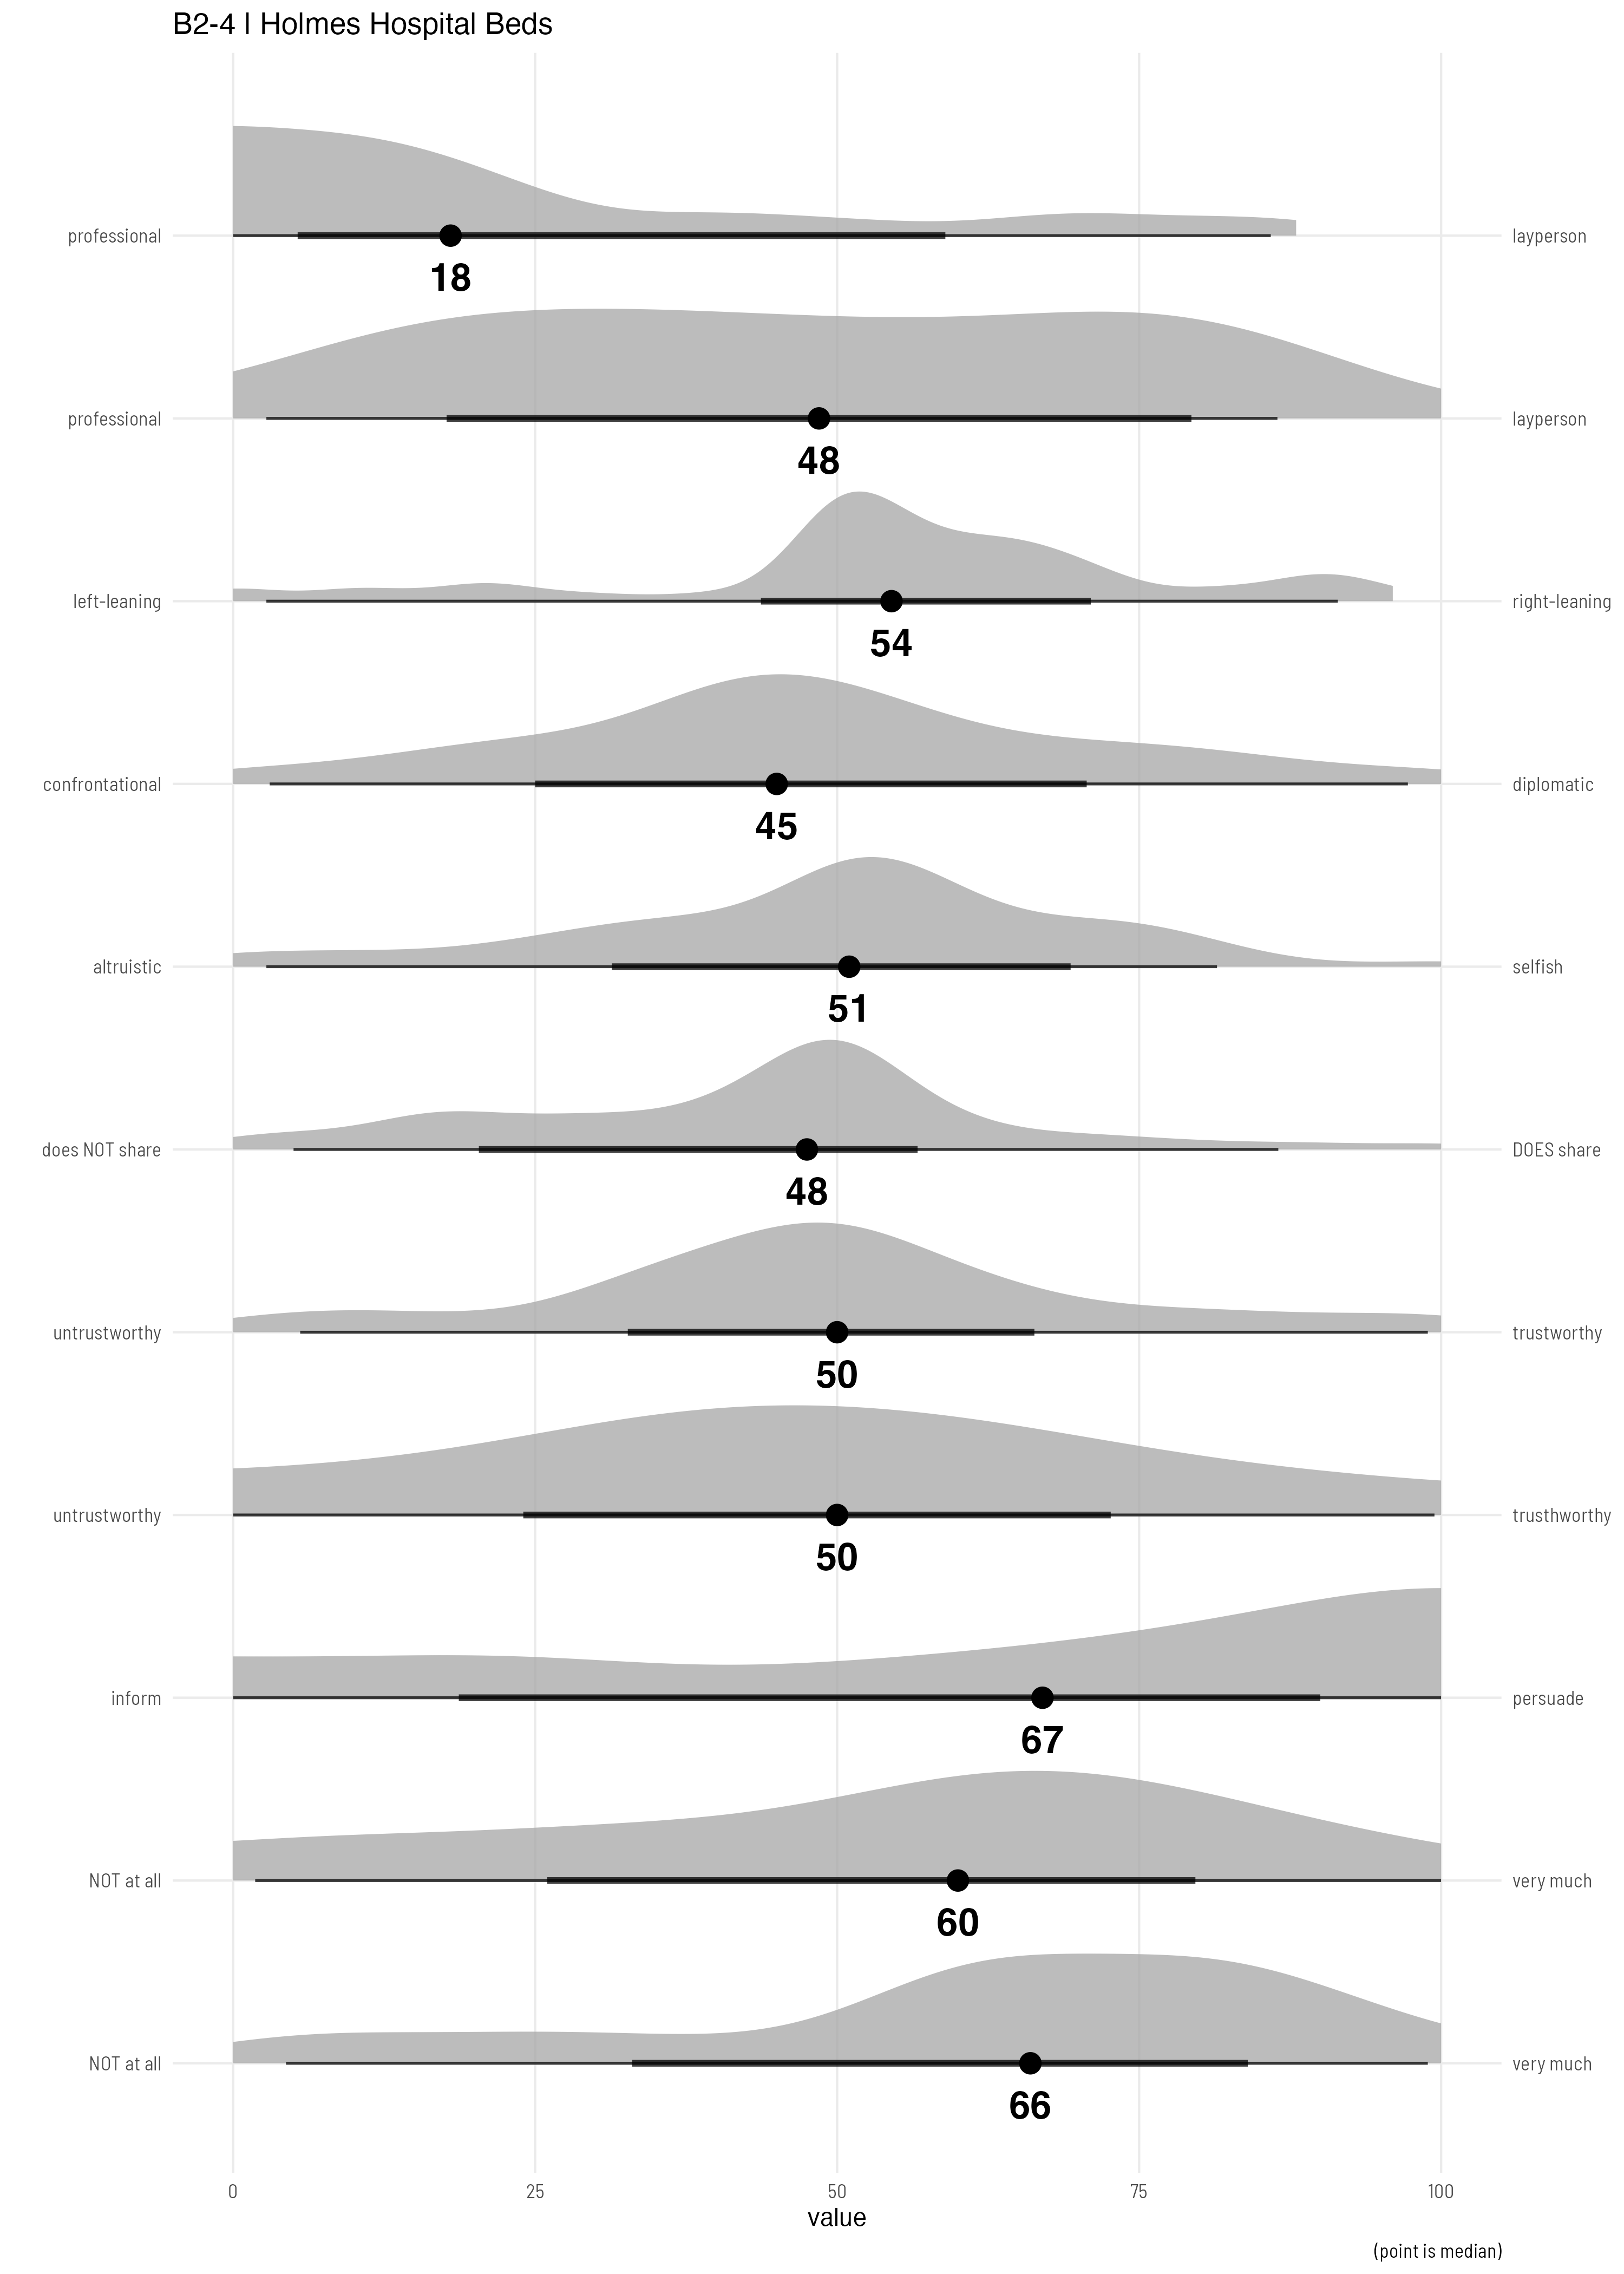 B2-4 | Holmes Hospital Beds
professional layperson
18
professional layperson
48
left-leaning right-leaning
54
confrontational diplomatic
45
altruistic selfish
51
does NOT share DOES share
48
untrustworthy trustworthy
50
untrustworthy trusthworthy
50
inform persuade
67
NOT at all very much
60
NOT at all very much
66
0 25 50 75 100
value
(point is median)